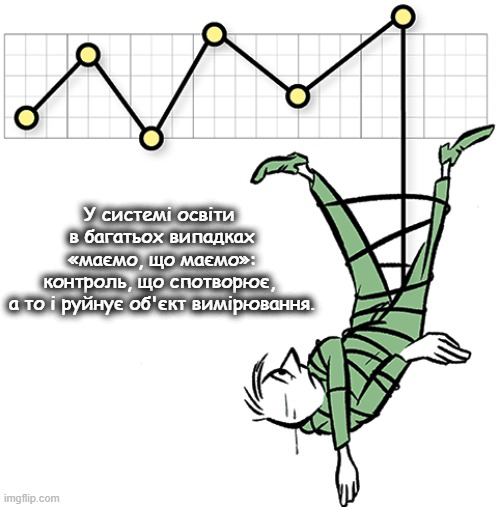 У системі освіти
в багатьох випадках
«маємо, що маємо»:
контроль, що спотворює,
а то і руйнує об'єкт вимірювання.
imgflip.com